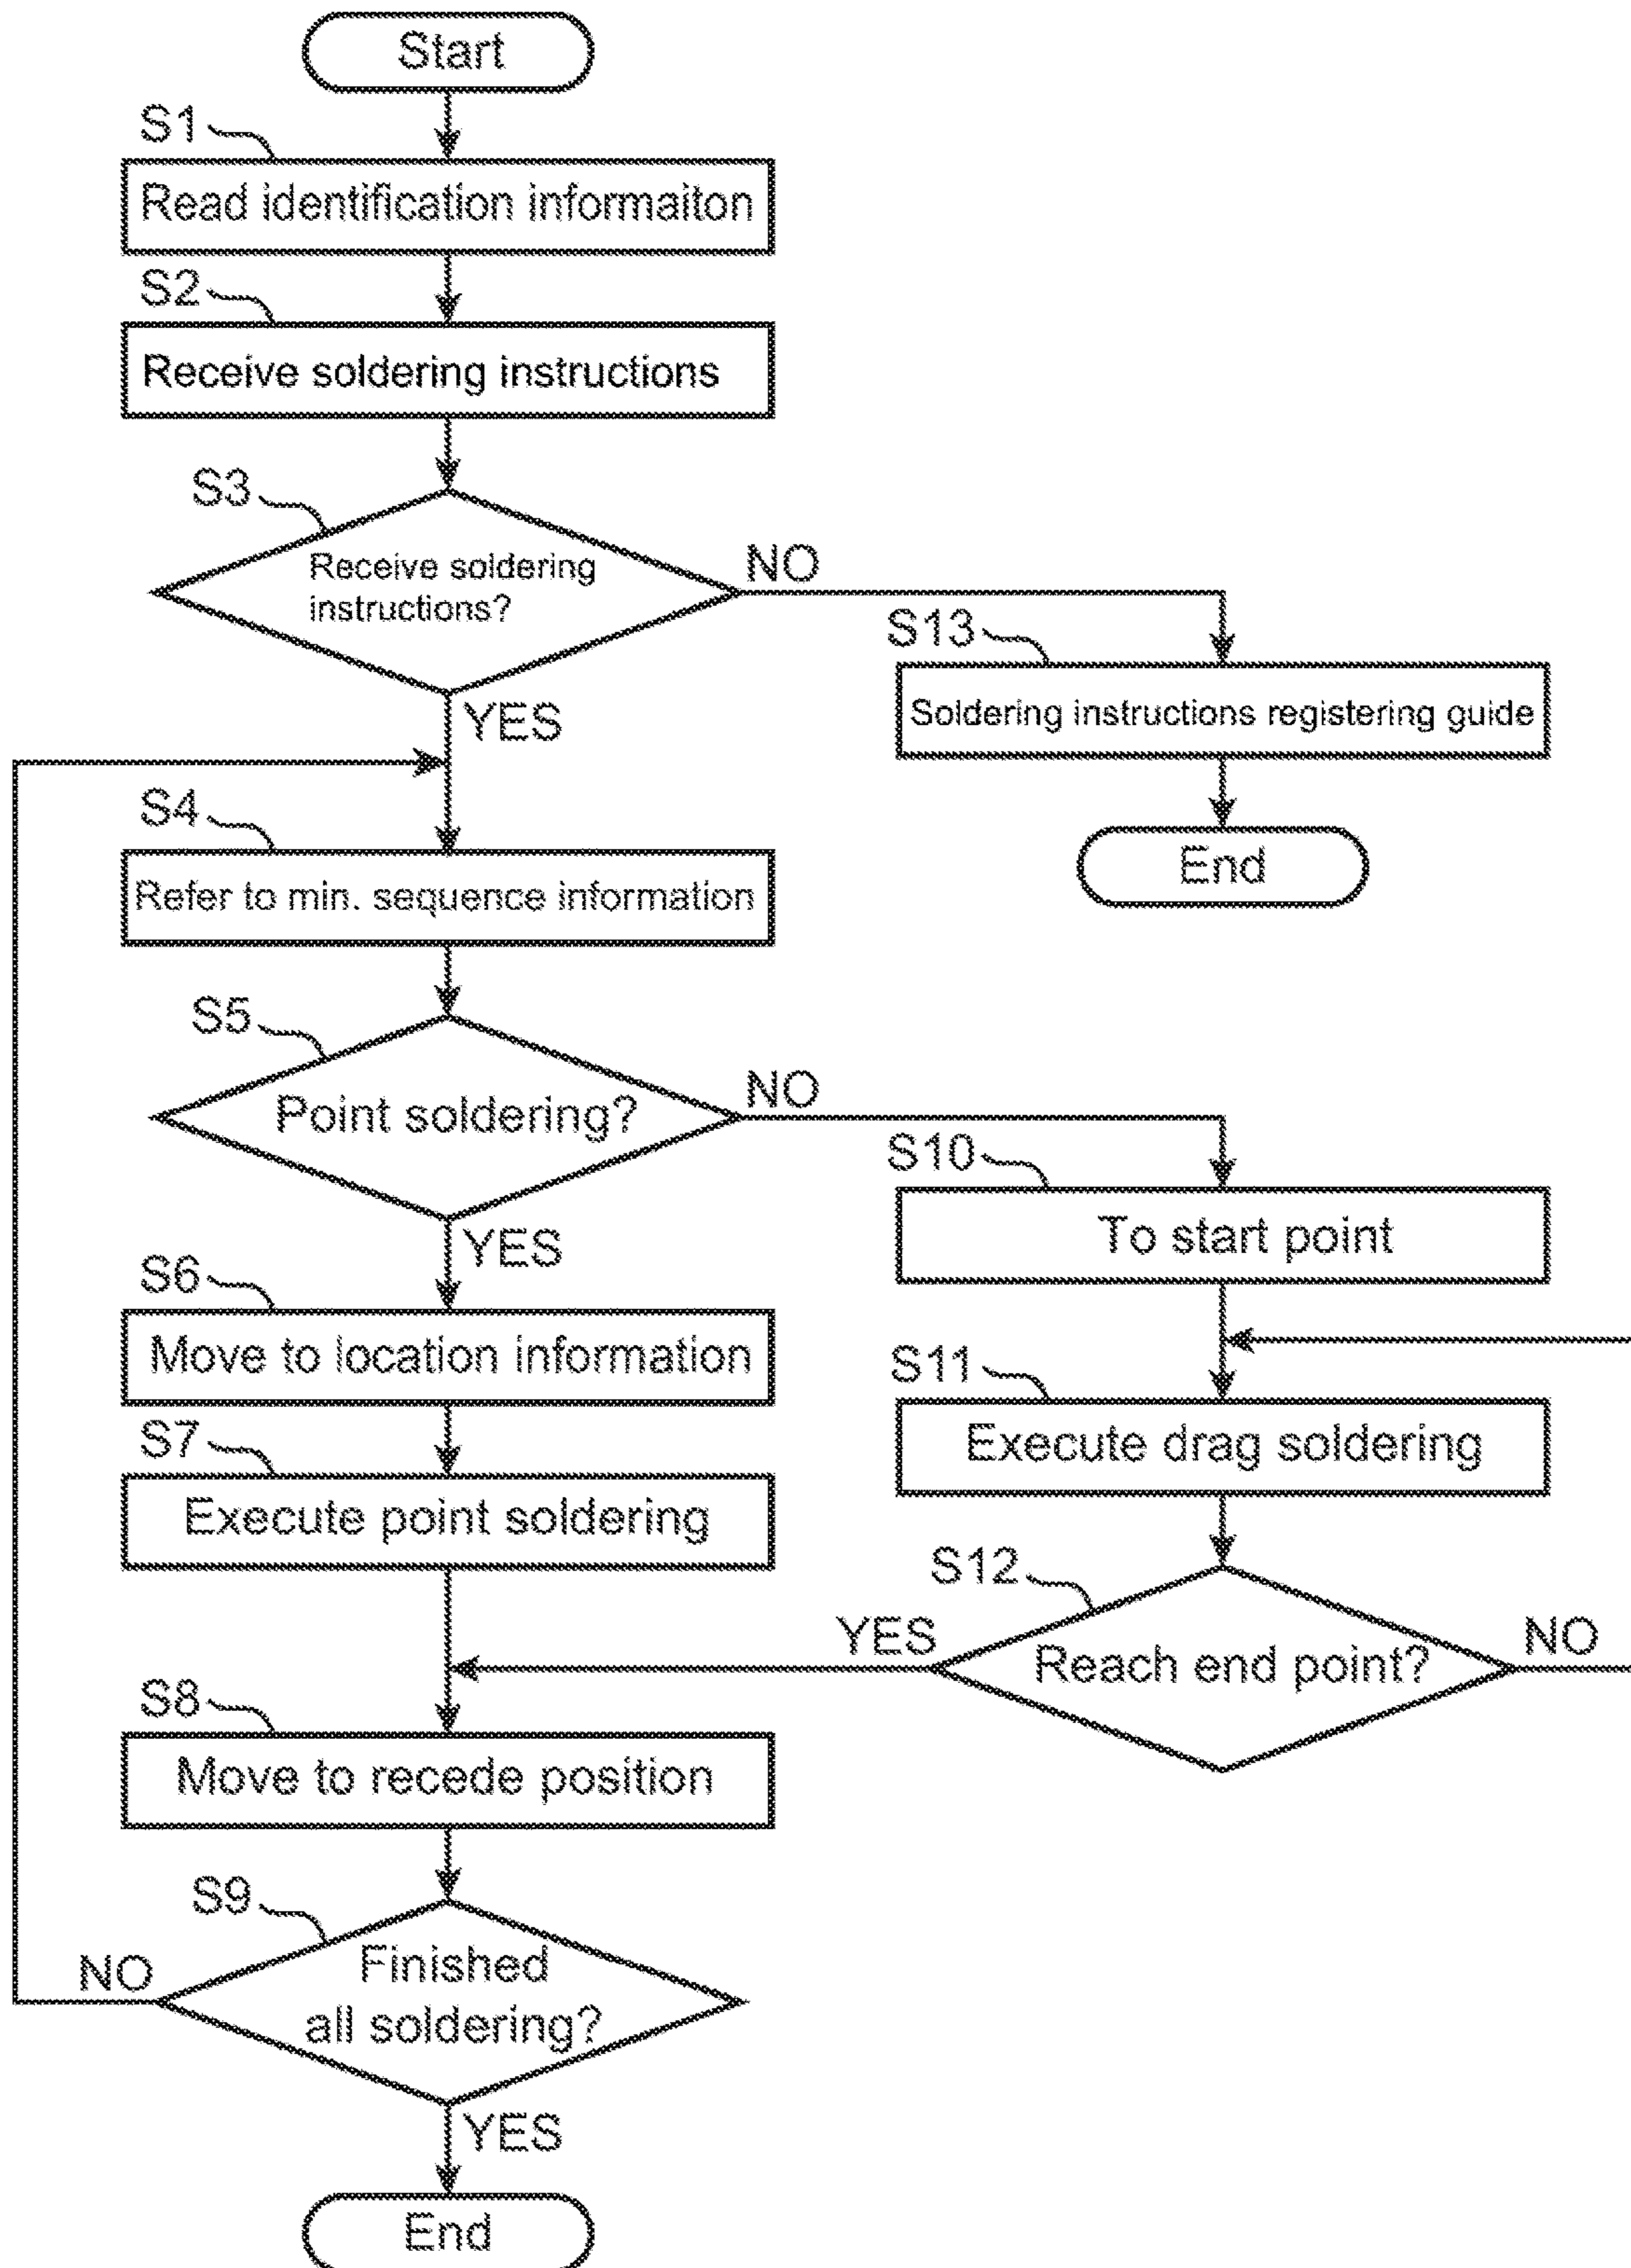 Start
S1
Read identification informaiton
S2
Receive soldering instructions
S3
Receive soldering
instructions?
NO
YES
S13
Soldering instructions registering guide
End
S4
Refer to min. sequence information
S5
Point soldering?
NO
YES
S10
To start point
S6
Move to location information
S11
Execute drag soldering
S7
Execute point soldering
S12
Reach end point?
YES
NO
S8
Move to recede position
S9
Finished
all soldering?
NO
YES
End